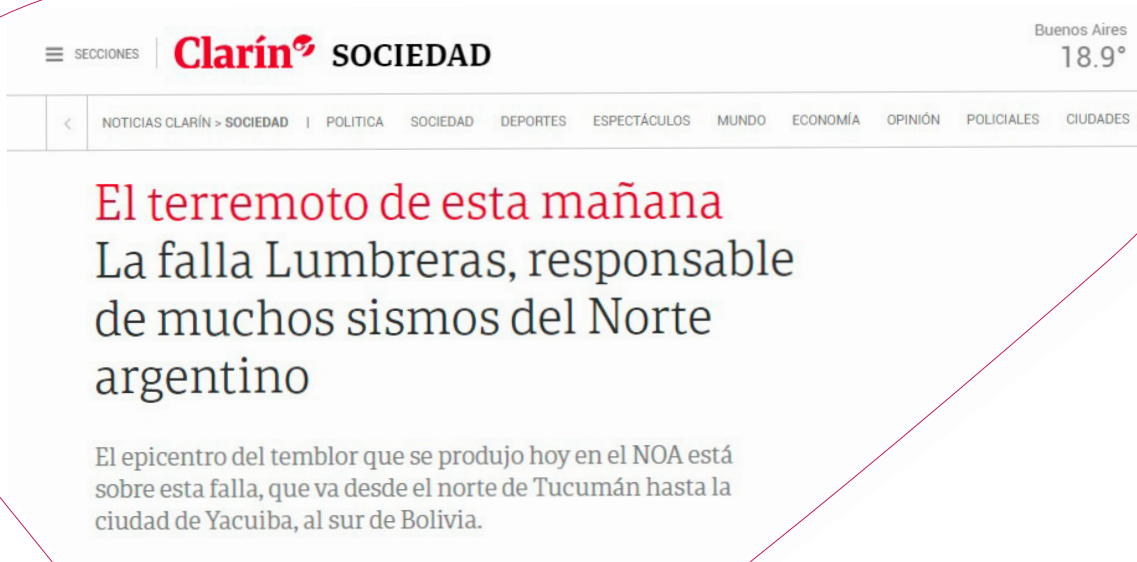 SECCIONES
Clarín SOCIEDAD
Buenos Aires
18.9°
NOTICIAS CLARÍN > SOCIEDAD | POLITICA SOCIEDAD DEPORTES ESPECTÁCULOS MUNDO ECONOMÍA OPINIÓN POLICIALES CIUDADES
El terremoto de esta mañana
La falla Lumbreras, responsable
de muchos sismos del Norte
argentino
El epicentro del temblor que se produjo hoy en el NOA está
sobre esta falla, que va desde el norte de Tucumán hasta la
ciudad de Yacuiba, al sur de Bolivia.